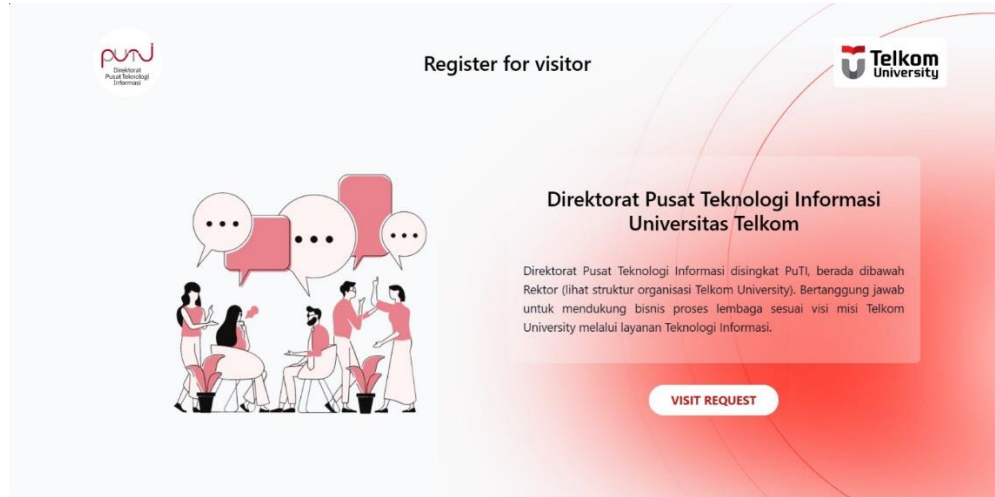 puTI
Direktorat
Pusat Teknologi
Informasi
Register for visitor
Telkom
University
Direktorat Pusat Teknologi Informasi
Universitas Telkom
Direktorat Pusat Teknologi Informasi disingkat PuTI, berada dibawah
Rektor (lihat struktur organisasi Telkom University). Bertanggung jawab
untuk mendukung bisnis proses lembaga sesuai visi misi Telkom
University melalui layanan Teknologi Informasi.
VISIT REQUEST